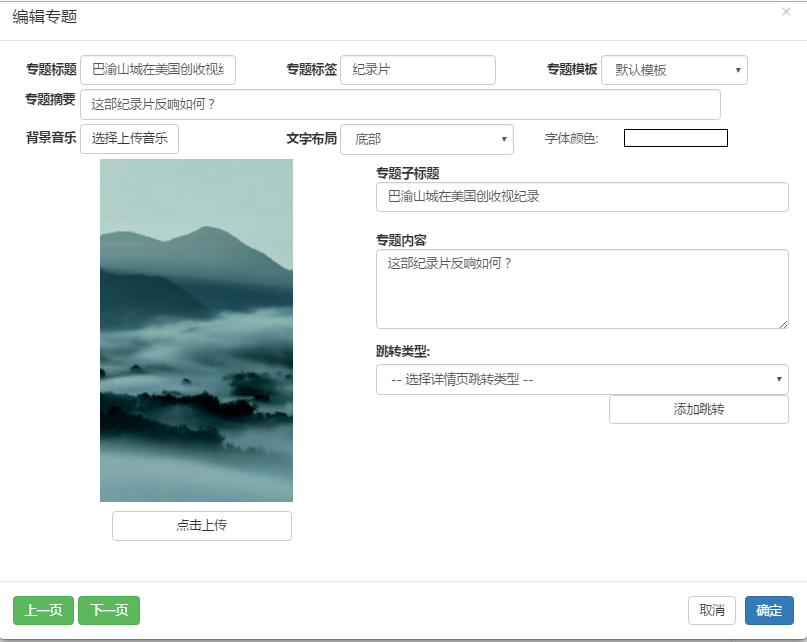 编辑专题 ×
专题标题 巴渝山城在美国创收视纟 专题标签 纪录片 专题模板 默认模板
专题摘要 这部纪录片反响如何？
背景音乐 选择上传音乐 文字布局 底部 字体颜色:
专题子标题
巴渝山城在美国创收视纪录
专题内容
这部纪录片反响如何？
跳转类型:
-- 选择详情页跳转类型 --
添加跳转
点击上传
上一页 下一页 取消 确定